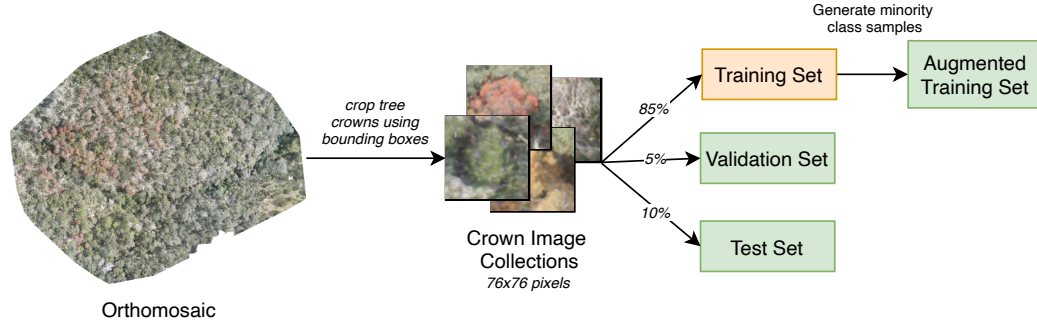 Orthomosaic
crop tree
crowns using
bounding boxes
Crown Image
Collections
76x76 pixels
85%
5%
10%
Training Set
Validation Set
Test Set
Generate minority
class samples
Augmented
Training Set